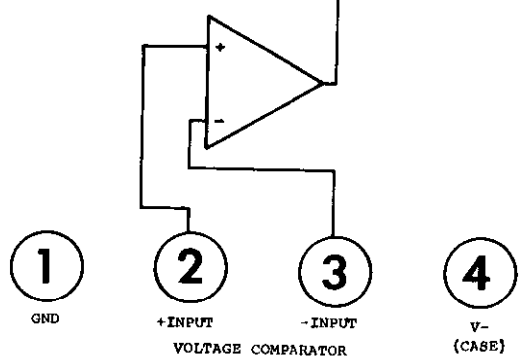 +
-
1 2 3 4
GND +INPUT -INPUT V-
(CASE)
VOLTAGE COMPARATOR